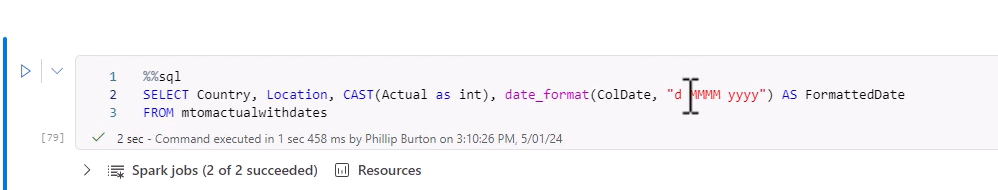 1 %%sql
2 SELECT Country, Location, CAST(Actual as int), date_format(ColDate, "d MMMM yyyy") AS FormattedDate
3 FROM mtomactualwithdates
[79] 2 sec - Command executed in 1 sec 458 ms by Phillip Burton on 3:10:26 PM, 5/01/24
Spark jobs (2 of 2 succeeded) Resources